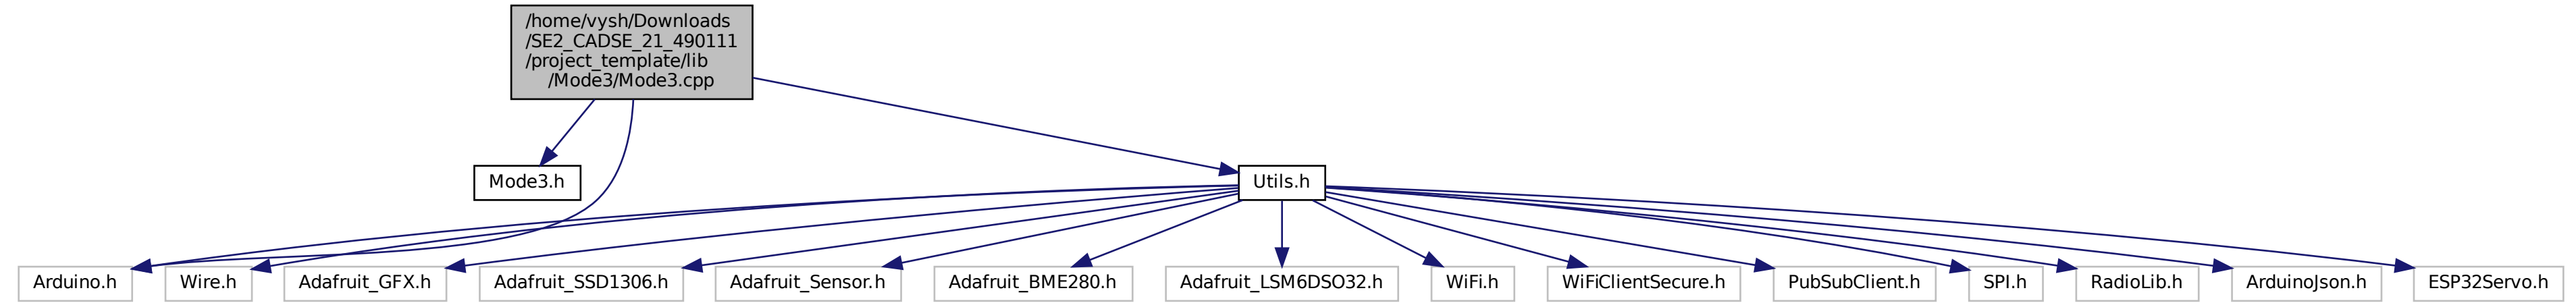 /home/vysh/Downloads
/SE2_CADSE_21_490111
/project_template/lib
/Mode3/Mode3.cpp
Mode3.h
Utils.h
Arduino.h
Wire.h
Adafruit_GFX.h
Adafruit_SSD1306.h
Adafruit_Sensor.h
Adafruit_BME280.h
Adafruit_LSM6DSO32.h
WiFi.h
WiFiClientSecure.h
PubSubClient.h
SPI.h
RadioLib.h
ArduinoJson.h
ESP32Servo.h